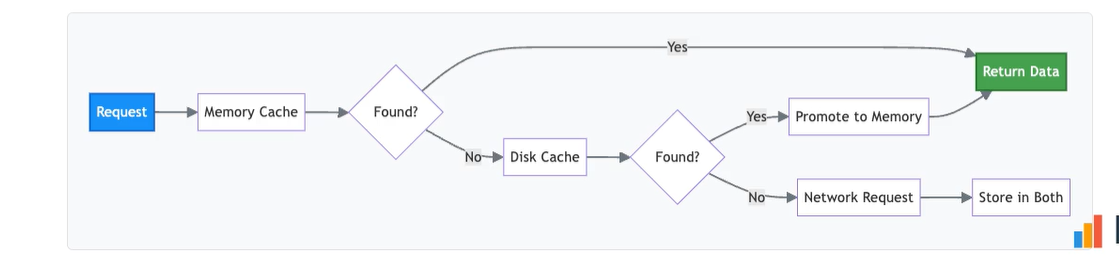 Yes
Return Data
Request
Memory Cache
Found?
Yes
Promote to Memory
No
Disk Cache
Found?
No
Network Request
Store in Both